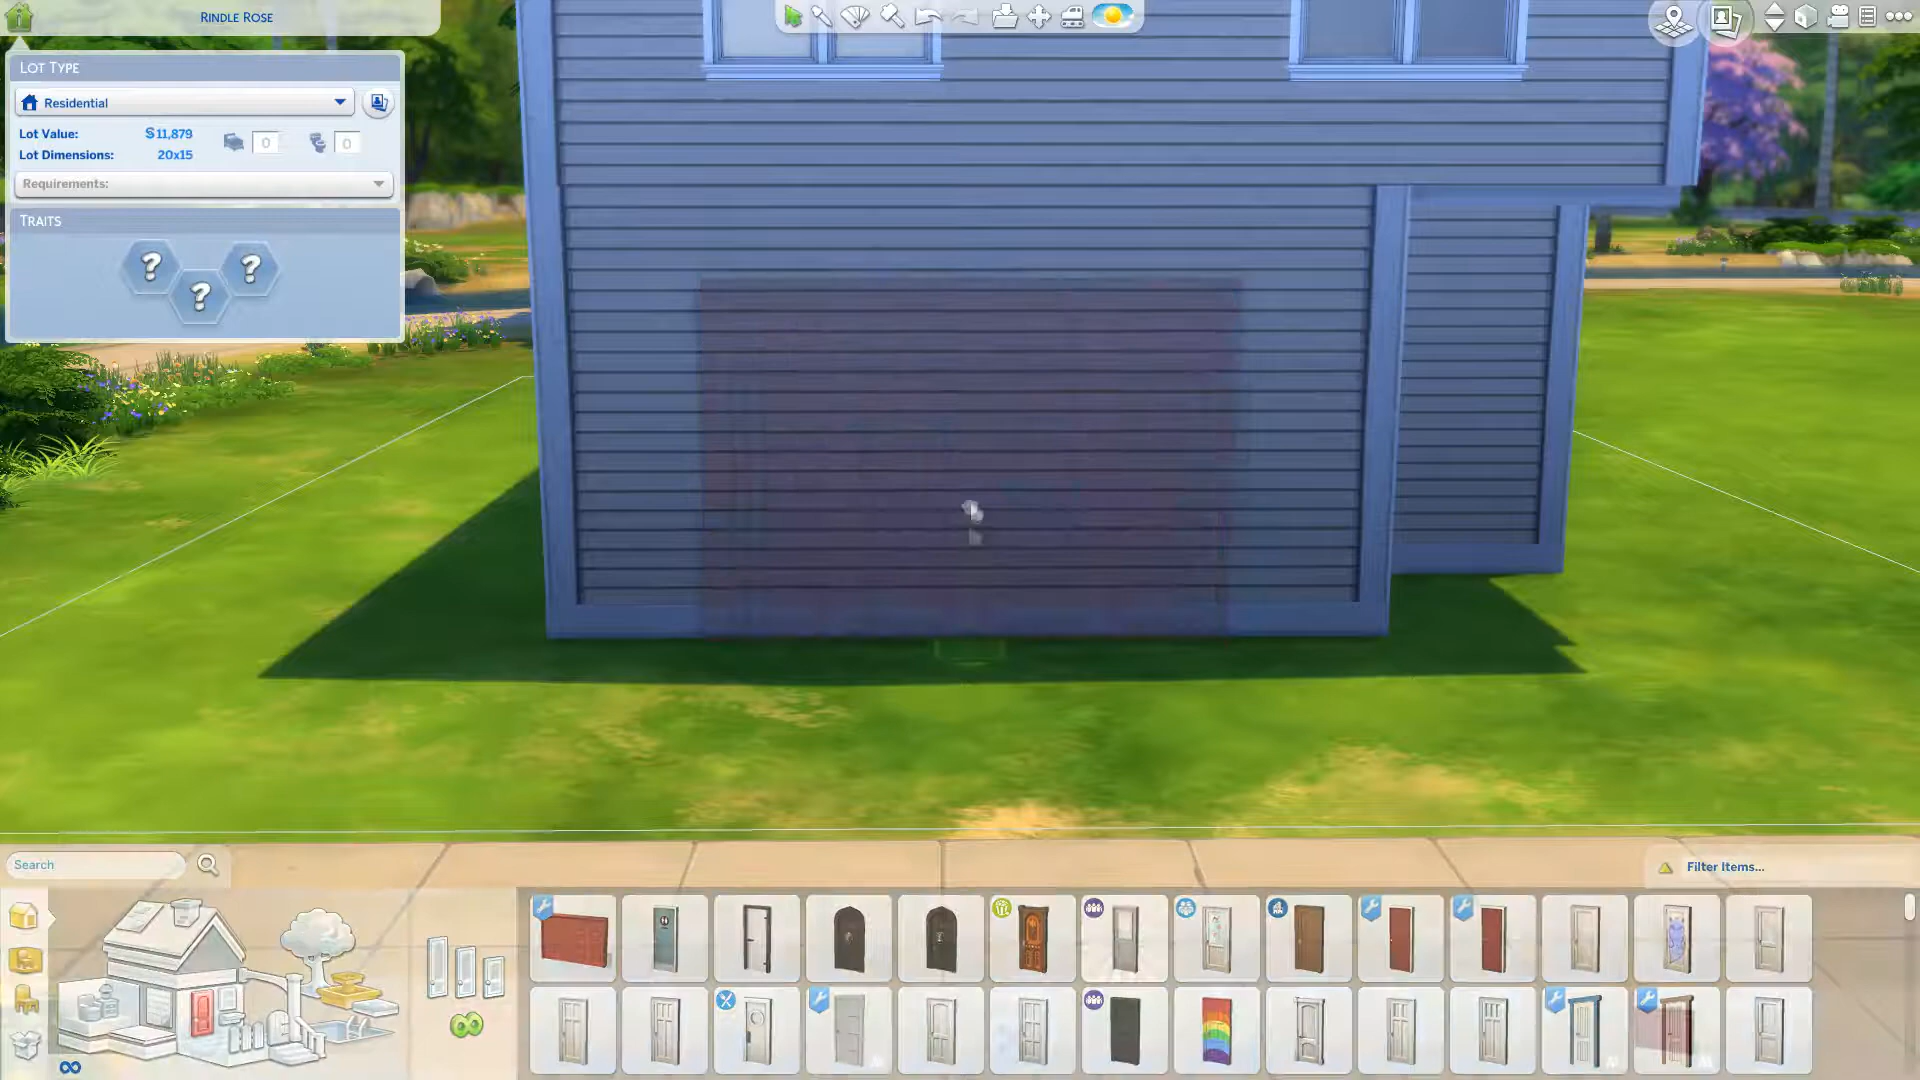 RINDLE ROSE
LOT TYPE
Residential
Lot Value: §11,879
0 0
Lot Dimensions: 20x15
Requirements:
TRAITS
? ? ?
Search
Filter Items...